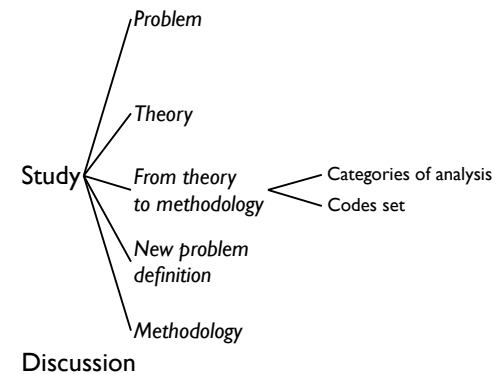 Problem
Theory
Study
From theory
to methodology
Categories of analysis
Codes set
New problem
definition
Methodology
Discussion